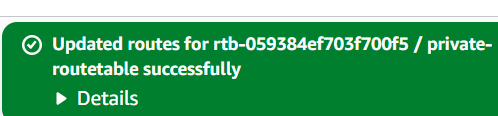 Updated routes for rtb-059384ef703f700f5 / private-
routetable successfully
Details